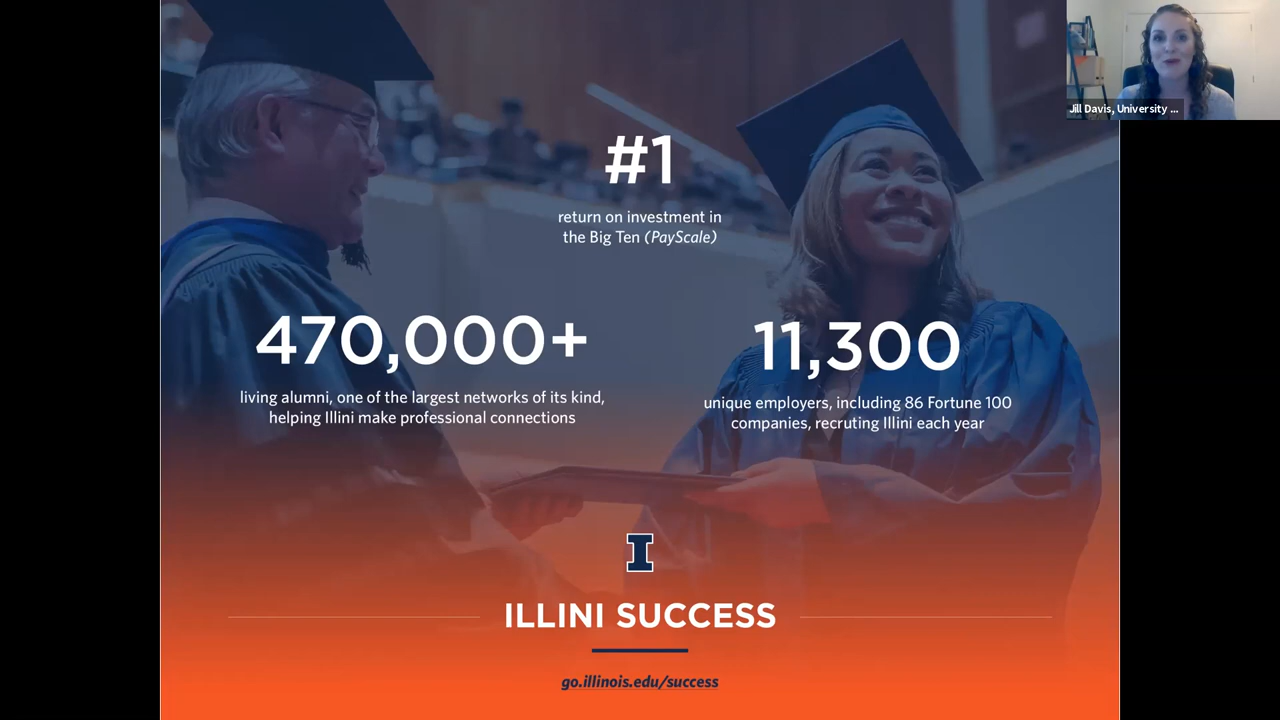 Jill Davis, University ...
#1
return on investment in
the Big Ten (PayScale)
470,000+
living alumni, one of the largest networks of its kind,
helping Illini make professional connections
11,300
unique employers, including 86 Fortune 100
companies, recruting Illini each year
I
ILLINI SUCCESS
go.illinois.edu/success